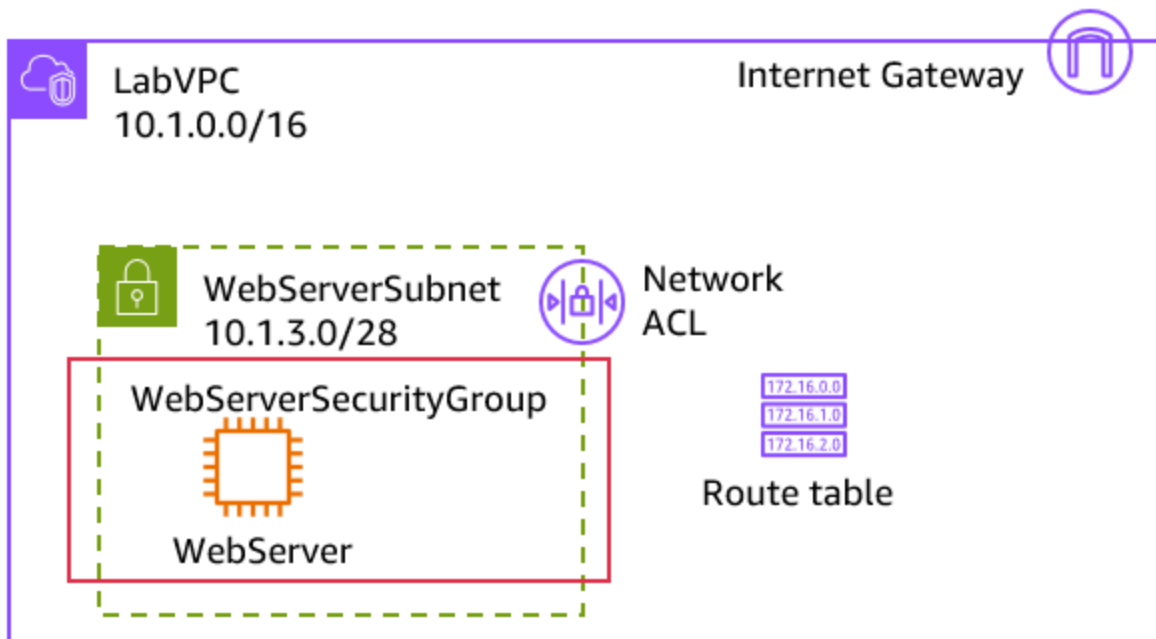 LabVPC
10.1.0.0/16
Internet Gateway
WebServerSubnet
10.1.3.0/28
Network
ACL
WebServerSecurityGroup
WebServer
172.16.0.0
172.16.1.0
172.16.2.0
Route table